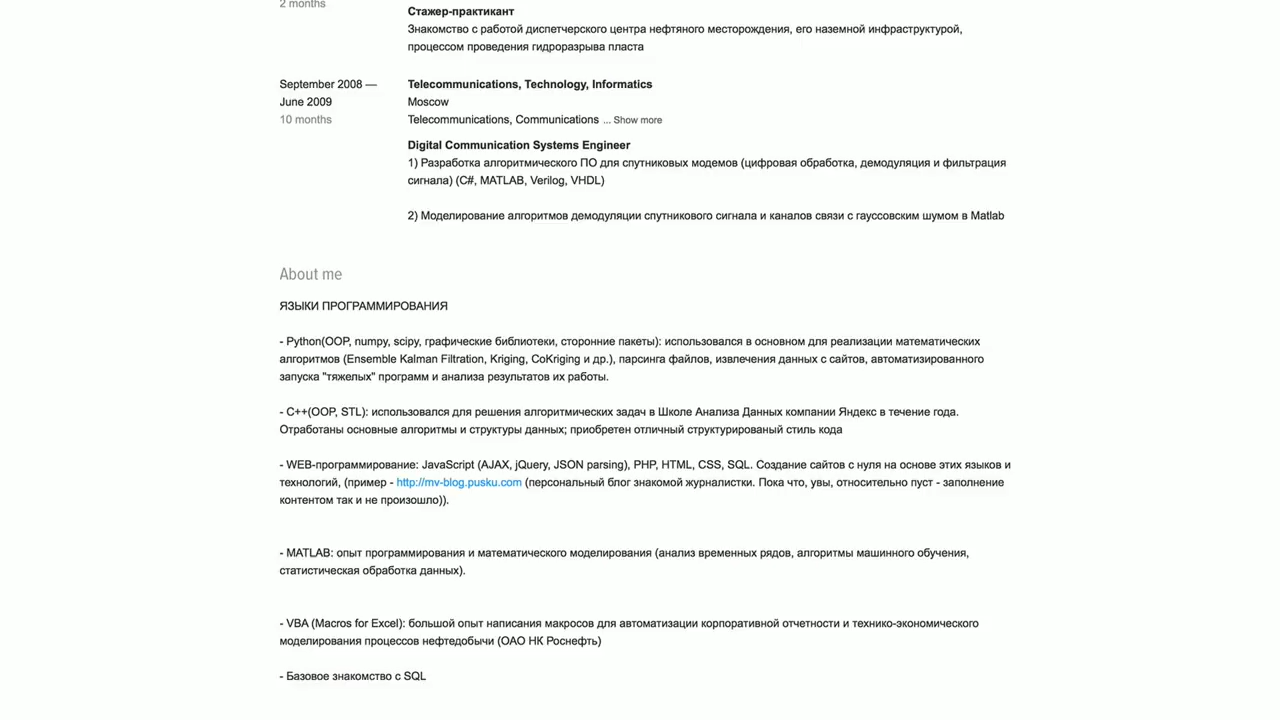 2 months
Стажер-практикант
Знакомство с работой диспетчерского центра нефтяного месторождения, его наземной инфраструктурой,
процессом проведения гидроразрыва пласта
September 2008 —
June 2009
10 months
Telecommunications, Technology, Informatics
Moscow
Telecommunications, Communications ... Show more
Digital Communication Systems Engineer
1) Разработка алгоритмического ПО для спутниковых модемов (цифровая обработка, демодуляция и фильтрация
сигнала) (C#, MATLAB, Verilog, VHDL)
2) Моделирование алгоритмов демодуляции спутникового сигнала и каналов связи с гауссовским шумом в Matlab
About me
ЯЗЫКИ ПРОГРАММИРОВАНИЯ
- Python(OOP, numpy, scipy, графические библиотеки, сторонние пакеты): использовался в основном для реализации математических
алгоритмов (Ensemble Kalman Filtration, Kriging, CoKriging и др.), парсинга файлов, извлечения данных с сайтов, автоматизированного
запуска "тяжелых" программ и анализа результатов их работы.
- C++(OOP, STL): использовался для решения алгоритмических задач в Школе Анализа Данных компании Яндекс в течение года.
Отработаны основные алгоритмы и структуры данных; приобретен отличный структурированый стиль кода
- WEB-программирование: JavaScript (AJAX, jQuery, JSON parsing), PHP, HTML, CSS, SQL. Создание сайтов с нуля на основе этих языков и
технологий, (пример - http://mv-blog.pusku.com (персональный блог знакомой журналистки. Пока что, увы, относительно пуст - заполнение
контентом так и не произошло)).
- MATLAB: опыт программирования и математического моделирования (анализ временных рядов, алгоритмы машинного обучения,
статистическая обработка данных).
- VBA (Macros for Excel): большой опыт написания макросов для автоматизации корпоративной отчетности и технико-экономического
моделирования процессов нефтедобычи (ОАО НК Роснефть)
- Базовое знакомство с SQL